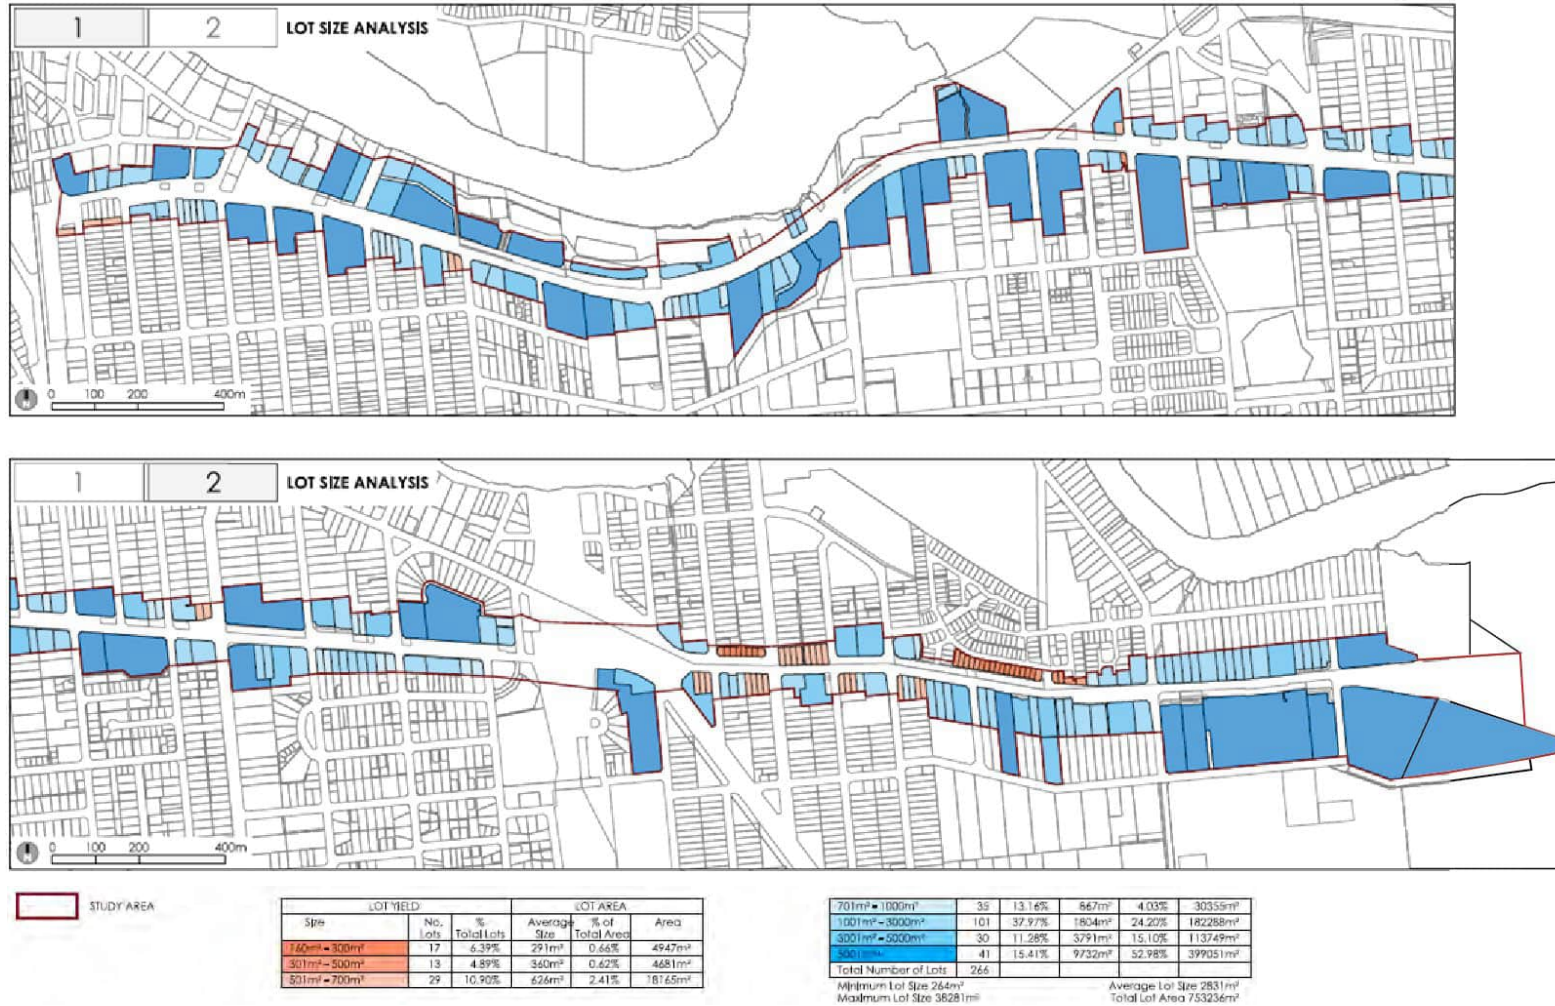 1 2 LOT SIZE ANALYSIS
0 100 200 400m
1 2 LOT SIZE ANALYSIS
0 100 200 400m
STUDY AREA
LOT YIELD LOT AREA
Size No. Lots % Total Lots Average Size % of Total Area Area
160m² - 300m² 17 6.39% 291m² 0.66% 4947m²
301m² - 500m² 13 4.89% 360m² 0.62% 4681m²
501m² - 700m² 29 10.90% 626m² 2.41% 18165m²
701m² - 1000m² 35 13.16% 867m² 4.03% 30355m²
1001m² - 3000m² 101 37.97% 1804m² 24.20% 182288m²
3001m² - 5000m² 30 11.28% 3791m² 15.10% 113749m²
41 15.41% 9732m² 52.98% 399051m²
Total Number of Lots 266
Minimum Lot Size 264m² Average Lot Size 2831m²
Maximum Lot Size 38281m² Total Lot Area 753236m²